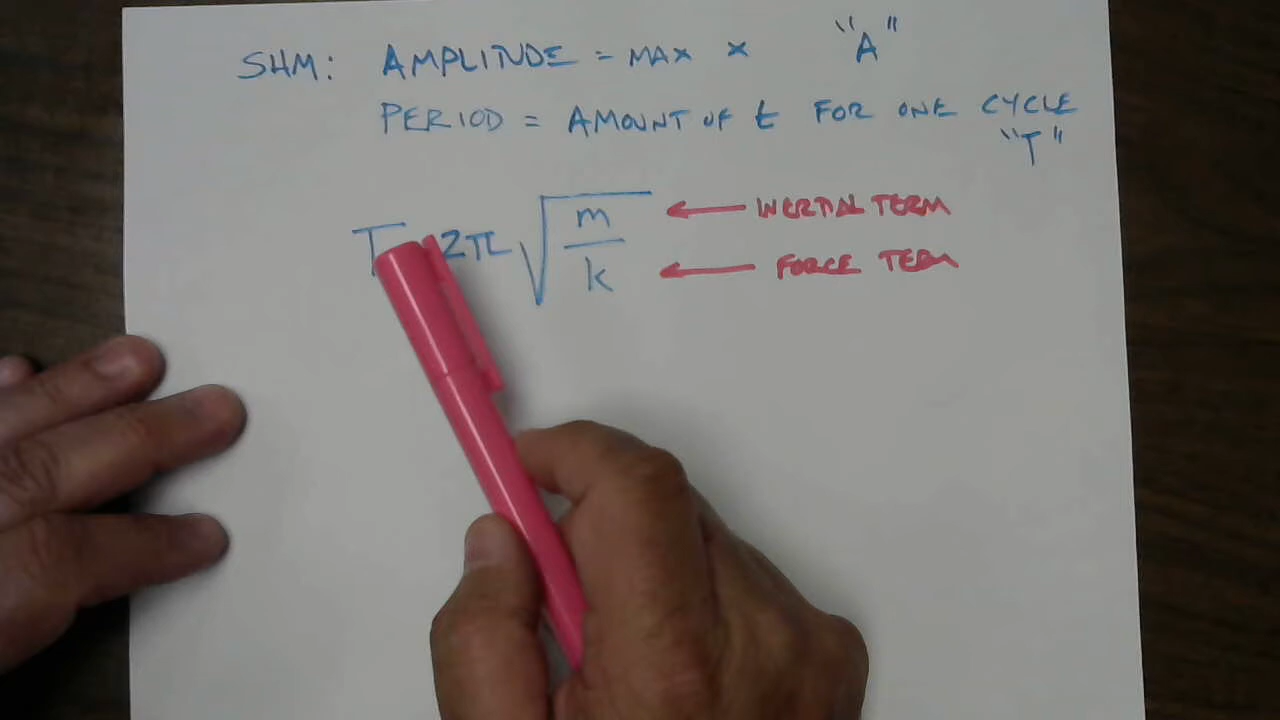 SHM: AMPLITUDE = MAX x "A"
PERIOD = AMOUNT OF t FOR ONE CYCLE
"T"
T 2π √m/k
← INERTIAL TERM
← FORCE TERM